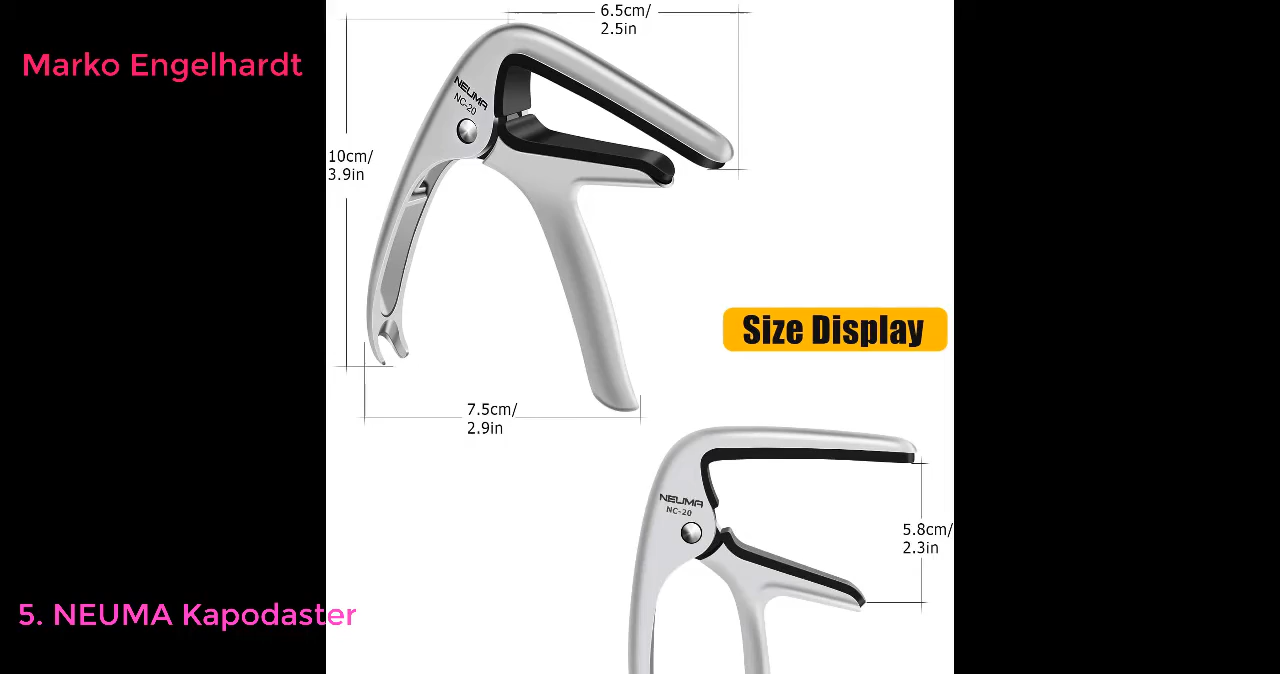 6.5cm/
2.5in
Marko Engelhardt
NEUMA
NC-20
10cm/
3.9in
Size Display
7.5cm/
2.9in
NEUMA
NC-20
5.8cm/
2.3in
5. NEUMA Kapodaster